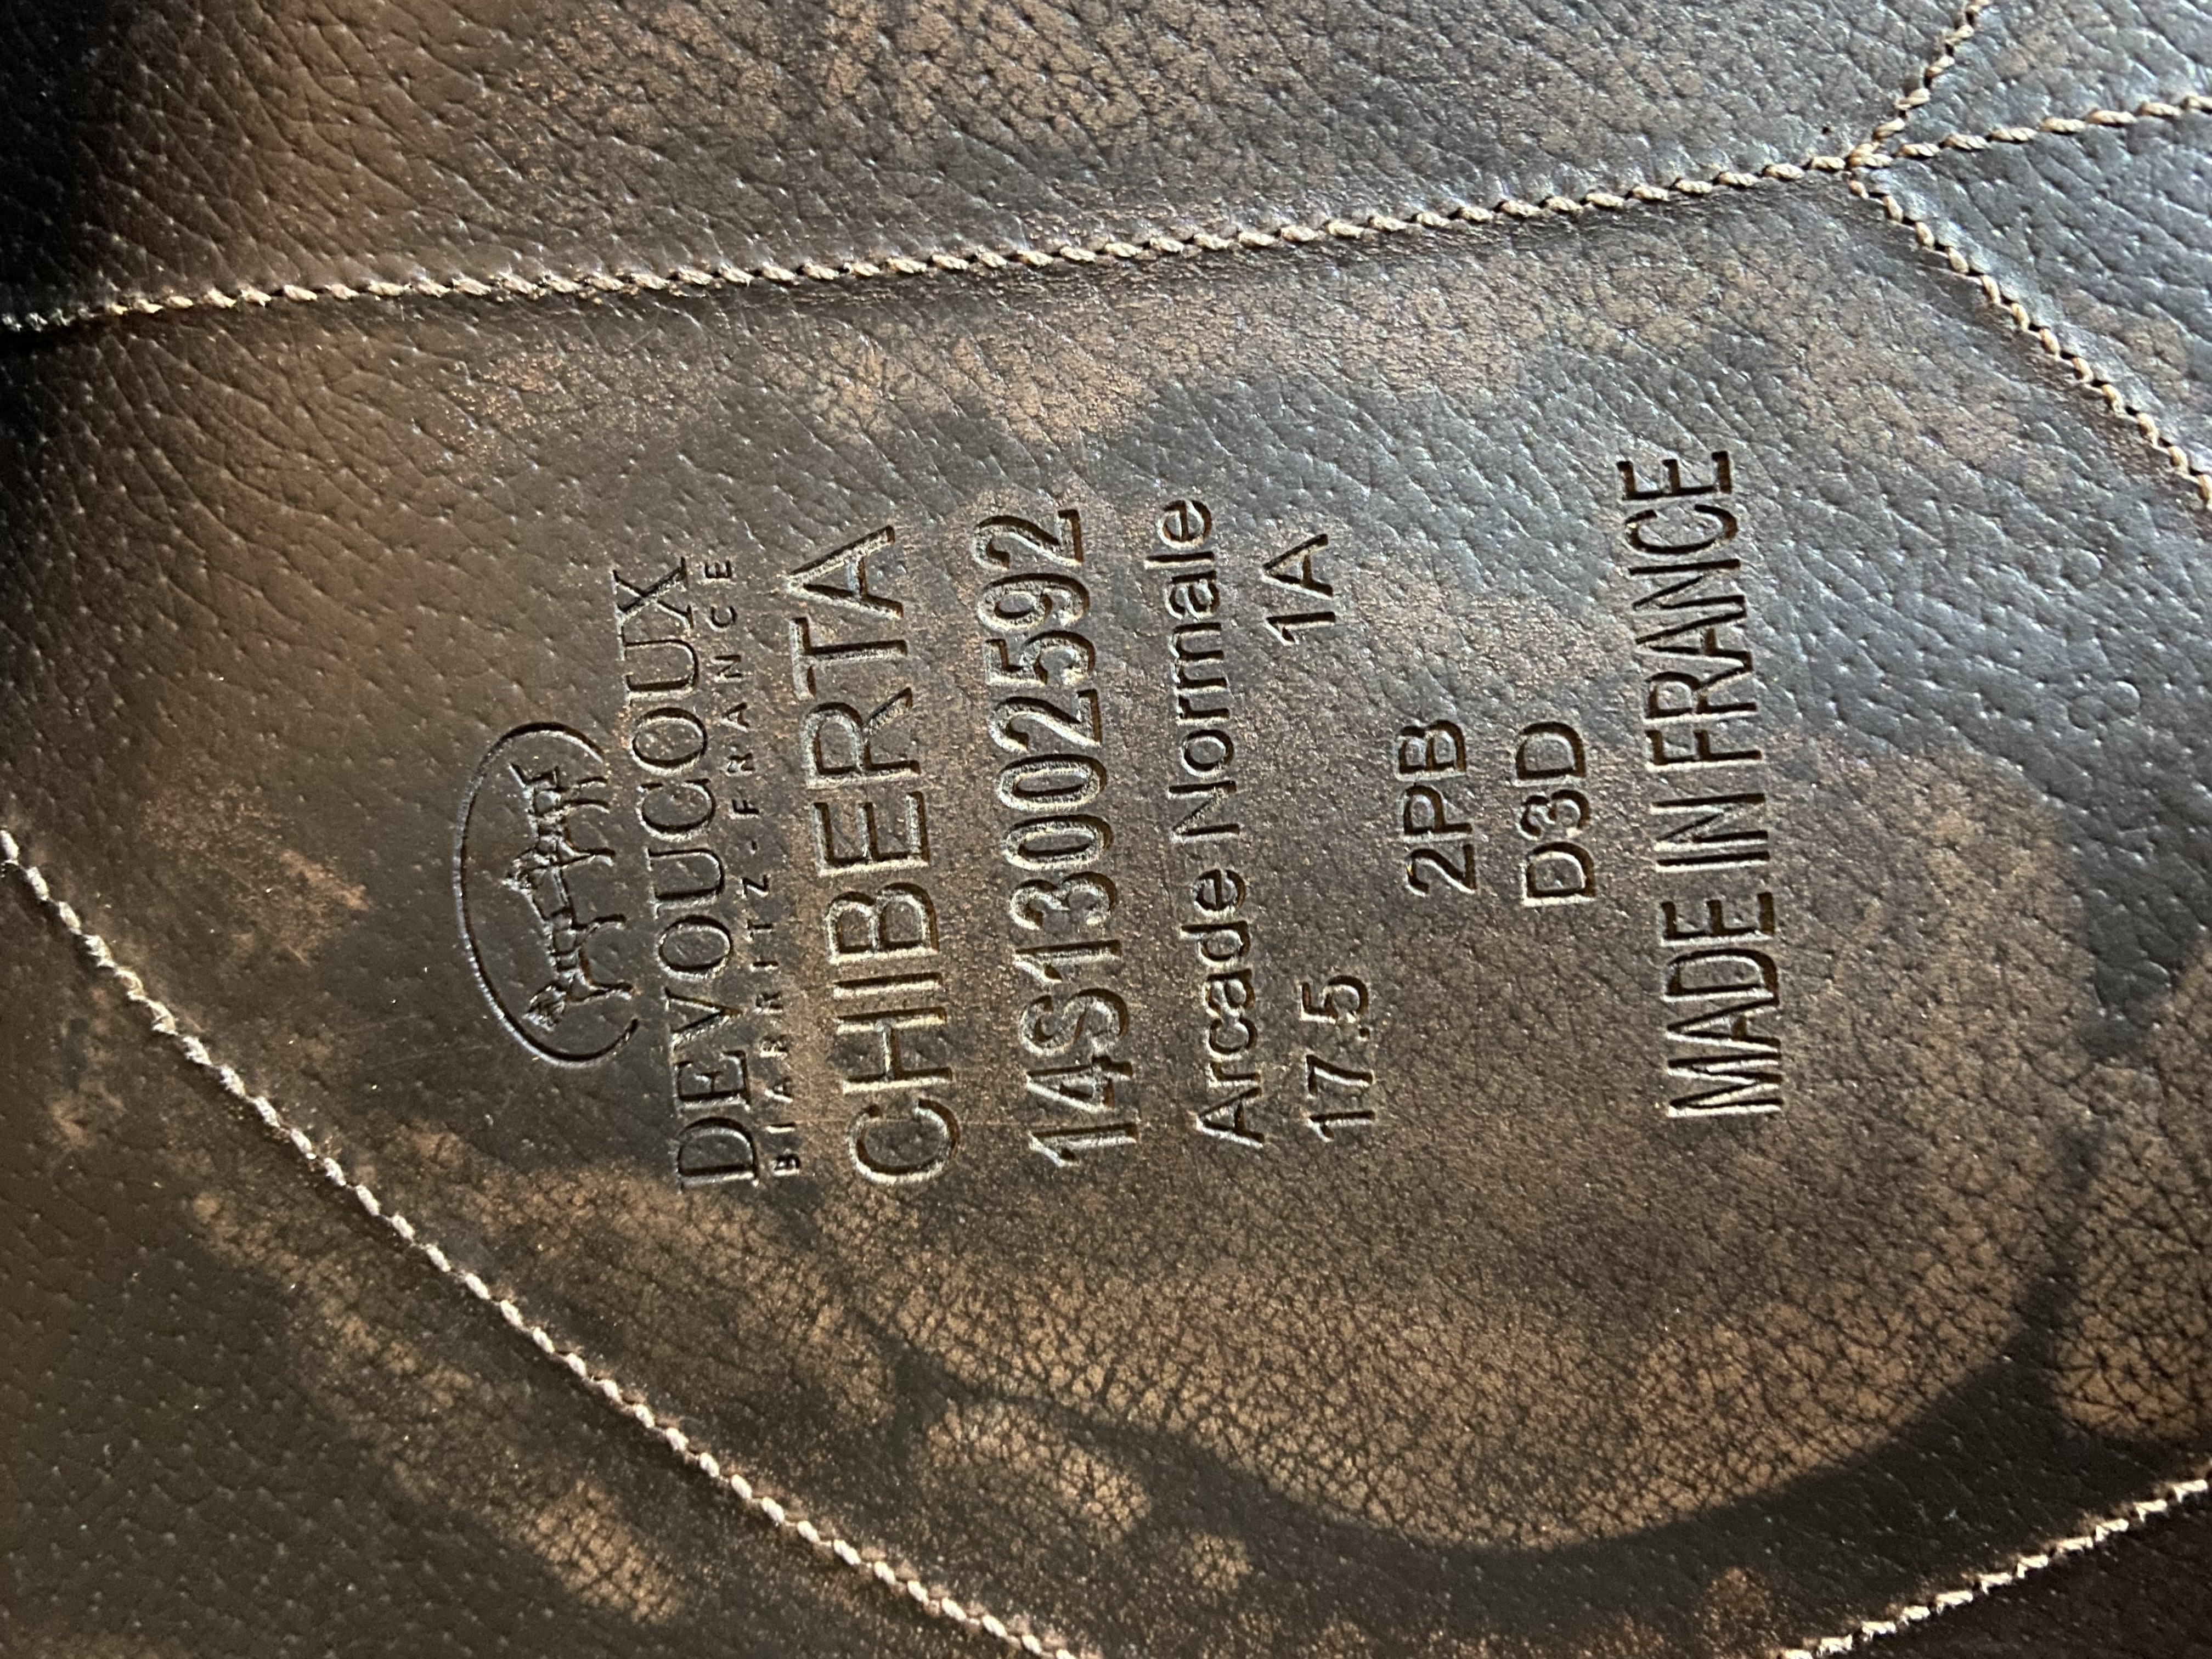 DEVOUCOUX
BIARRITZ-FRANCE
CHIBERTA
14S13002592
Arcade Normale
17.5 1A
2PB
D3D
MADE IN FRANCE